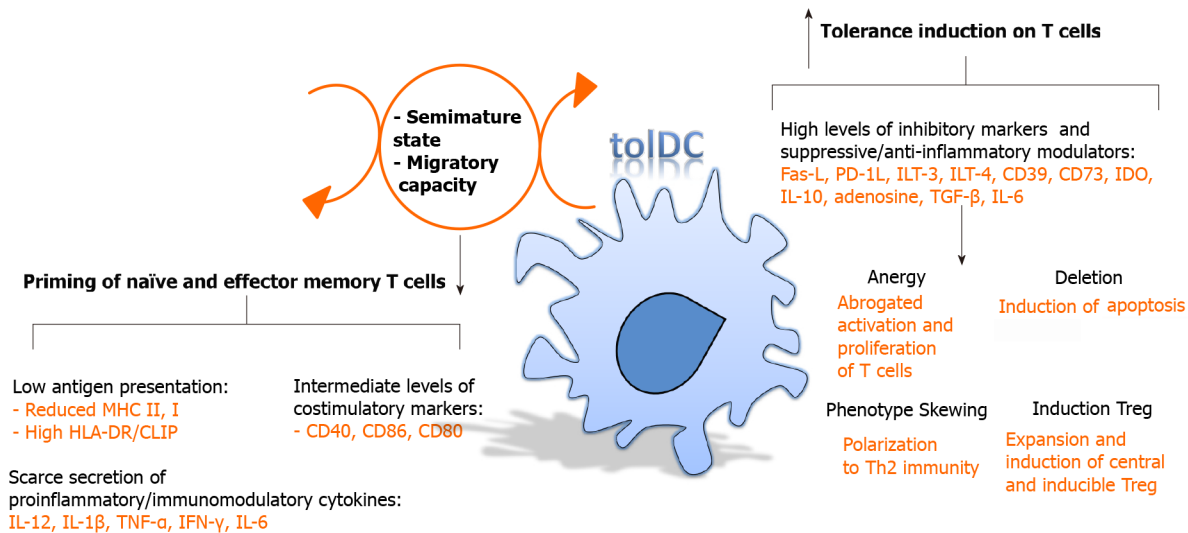 Tolerance induction on T cells
- Semimature
state
- Migratory
capacity
tolDC
High levels of inhibitory markers and
suppressive/anti-inflammatory modulators:
Fas-L, PD-1L, ILT-3, ILT-4, CD39, CD73, IDO,
IL-10, adenosine, TGF-β, IL-6
Priming of naïve and effector memory T cells
Anergy
Abrogated
activation and
proliferation
of T cells
Deletion
Induction of apoptosis
Low antigen presentation:
- Reduced MHC II, I
- High HLA-DR/CLIP
Intermediate levels of
costimulatory markers:
- CD40, CD86, CD80
Phenotype Skewing
Polarization
to Th2 immunity
Induction Treg
Expansion and
induction of central
and inducible Treg
Scarce secretion of
proinflammatory/immunomodulatory cytokines:
IL-12, IL-1β, TNF-α, IFN-γ, IL-6